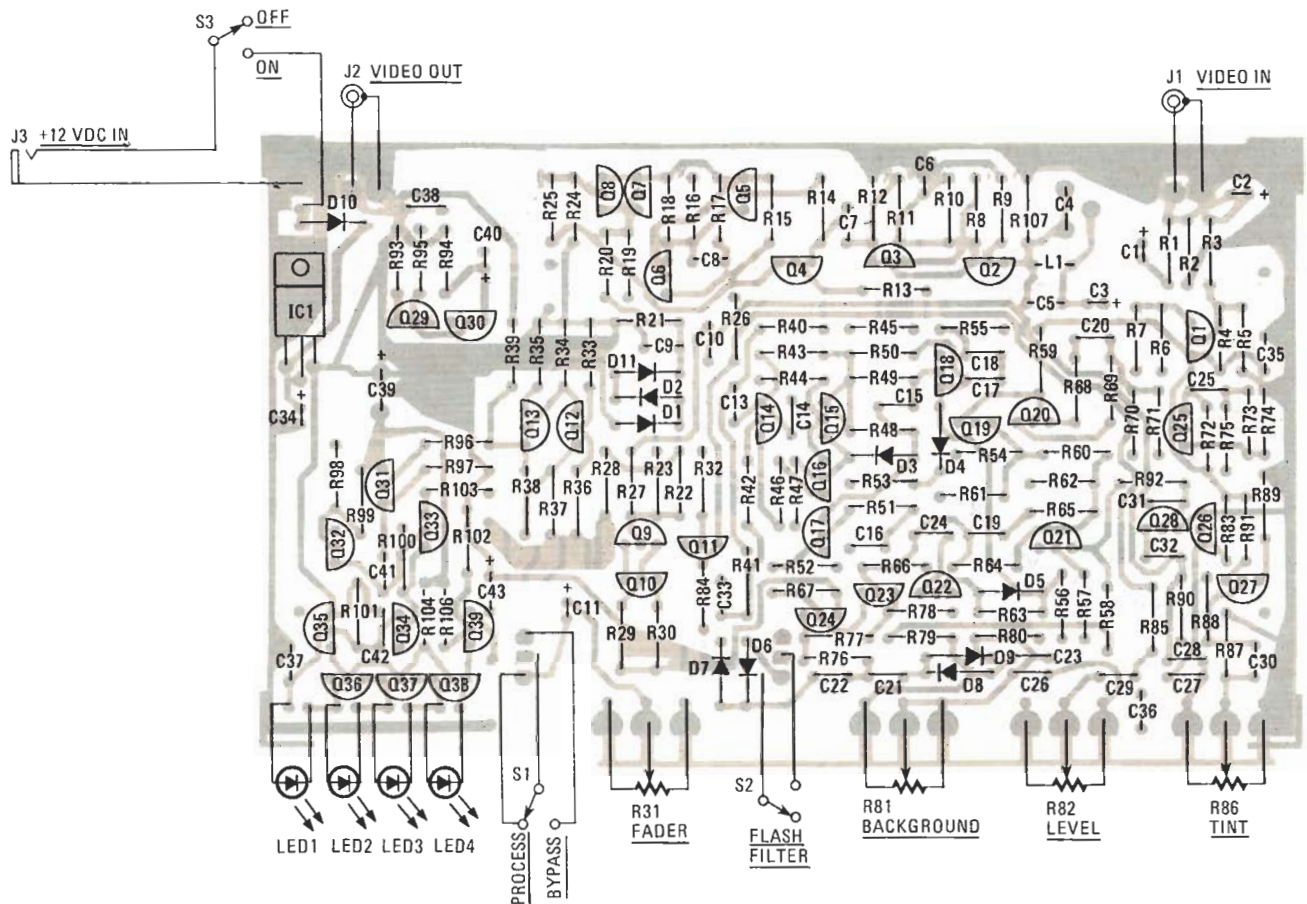 S3
OFF
ON
J2 VIDEO OUT
J1 VIDEO IN
J3 +12 VDC IN
D10
C38
R93
R95
R94
C40
+
IC1
Q29
Q30
C34
+
C39
+
R25
R24
Q8
Q7
R18
R16
R17
Q5
R15
R14
C7
R12
C6
R11
R10
R8
R9
R107
C4
R20
R19
Q6
C8
Q4
Q3
Q2
L1
R13
C5
C3
+
C1
+
R1
R2
R3
C2
+
R39
R35
R34
R33
R21
C9
C10
R26
R40
R45
R55
R59
C20
R7
R6
Q1
R4
R5
C35
D11
D2
D1
R43
R50
R44
R49
Q18
C18
C17
R68
R69
C25
Q13
Q12
C13
Q14
C14
Q15
C15
R48
Q19
Q20
R70
R71
Q25
R72
R75
R73
R74
R96
R97
R103
R98
R99
Q31
Q32
Q33
R102
R100
C41
R38
R37
R36
R28
R27
R23
R22
R32
R42
R46
R47
Q16
D3
D4
R54
R60
R53
R61
R62
R51
R65
R92
C31
Q28
C32
Q26
R83
R91
R89
Q9
Q11
Q10
Q17
C16
C24
C19
Q21
R41
R52
R66
R64
C33
R84
R67
Q23
Q22
D5
R56
R57
R58
R85
R90
R88
Q27
Q35
R101
C42
Q34
R104
R106
Q39
C43
+
C11
+
R29
R30
D7
D6
Q24
R78
R63
R77
R79
R80
R76
D9
D8
C23
C22
C21
C26
C29
C36
+
C28
C27
R87
C30
C37
Q36
Q37
Q38
LED1
LED2
LED3
LED4
S1
PROCESS
BYPASS
R31
FADER
S2
FLASH
FILTER
R81
BACKGROUND
R82
LEVEL
R86
TINT